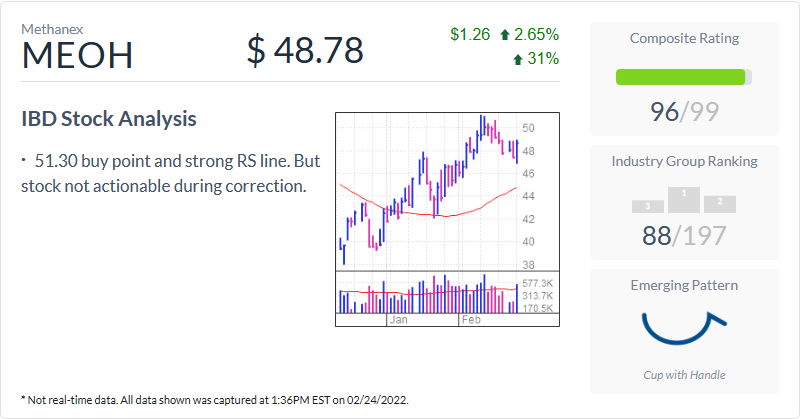 Methanex
MEOH
$ 48.78
$1.26 2.65%
31%
IBD Stock Analysis
· 51.30 buy point and strong RS line. But
stock not actionable during correction.
50
48
46
44
42
40
38
577.3K
313.7K
170.5K
Jan Feb
Composite Rating
96/99
Industry Group Ranking
3 1 2
88/197
Emerging Pattern
Cup with Handle
* Not real-time data. All data shown was captured at 1:36PM EST on 02/24/2022.